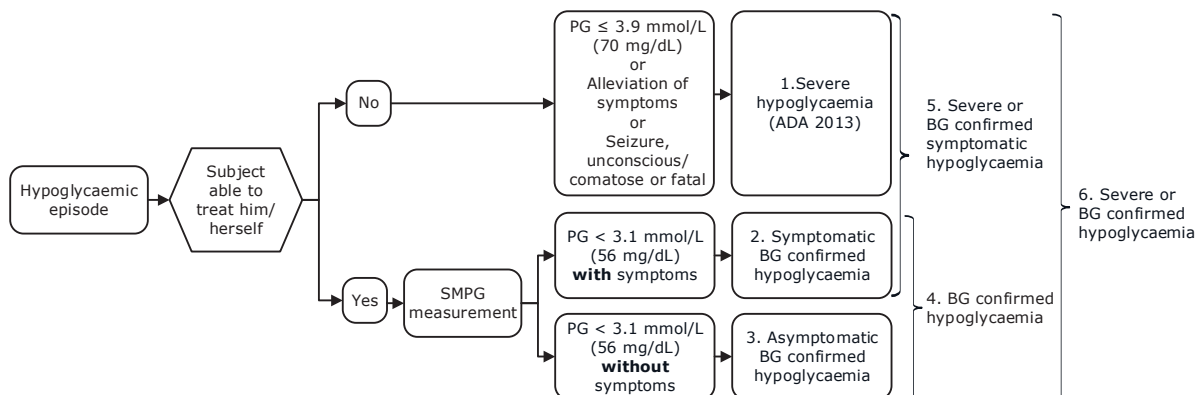 Hypoglycaemic
episode
Subject
able to
treat him/
herself
No
Yes
SMPG
measurement
PG ≤ 3.9 mmol/L
(70 mg/dL)
or
Alleviation of
symptoms
or
Seizure,
unconscious/
comatose or fatal
1.Severe
hypoglycaemia
(ADA 2013)
PG < 3.1 mmol/L
(56 mg/dL)
with symptoms
2. Symptomatic
BG confirmed
hypoglycaemia
PG < 3.1 mmol/L
(56 mg/dL)
without
symptoms
3. Asymptomatic
BG confirmed
hypoglycaemia
5. Severe or
BG confirmed
symptomatic
hypoglycaemia
4. BG confirmed
hypoglycaemia
6. Severe or
BG confirmed
hypoglycaemia